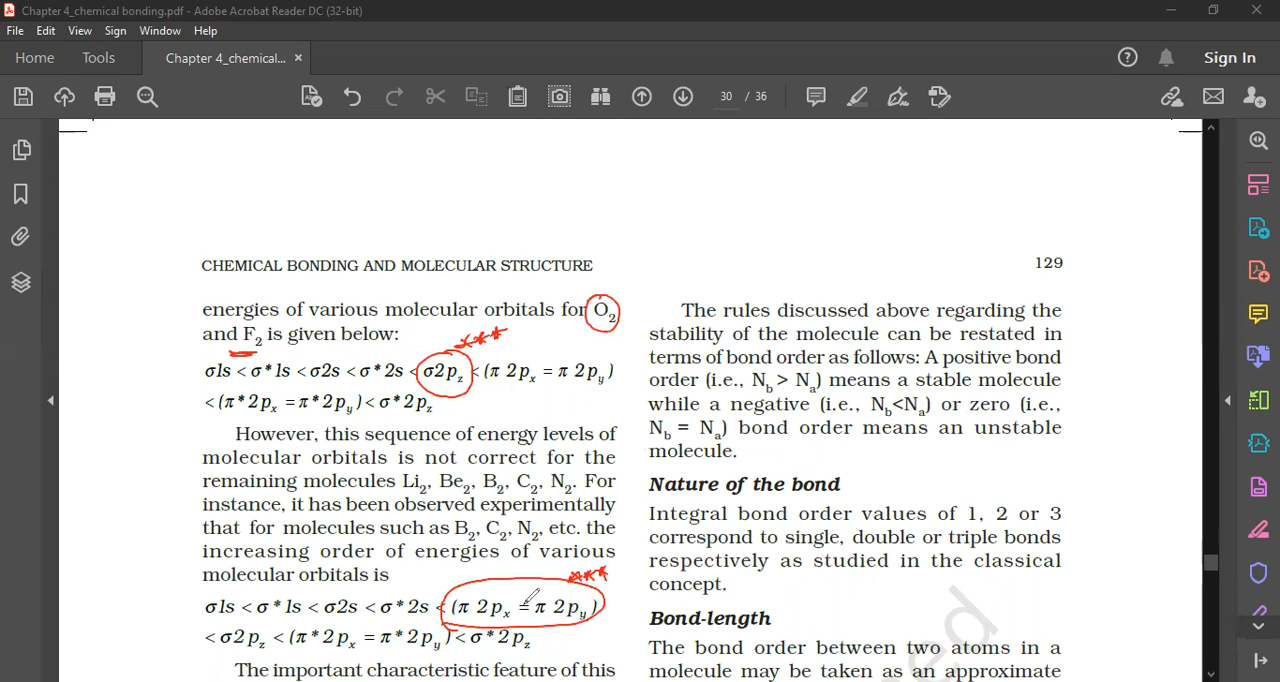 Chapter 4_chemical bonding.pdf - Adobe Acrobat Reader DC (32-bit)
File Edit View Sign Window Help
Home Tools Chapter 4_chemical... × Sign In
30 / 36
CHEMICAL BONDING AND MOLECULAR STRUCTURE
129
energies of various molecular orbitals for O₂
and F₂ is given below:
σ1s < σ*1s < σ2s < σ*2s < σ2p_z < (π 2p_x = π 2p_y)
< (π*2p_x = π*2p_y) < σ*2p_z
However, this sequence of energy levels of
molecular orbitals is not correct for the
remaining molecules Li₂, Be₂, B₂, C₂, N₂. For
instance, it has been observed experimentally
that for molecules such as B₂, C₂, N₂, etc. the
increasing order of energies of various
molecular orbitals is
σ1s < σ*1s < σ2s < σ*2s < (π 2p_x = π 2p_y)
< σ2p_z < (π*2p_x = π*2p_y) < σ*2p_z
The important characteristic feature of this
The rules discussed above regarding the
stability of the molecule can be restated in
terms of bond order as follows: A positive bond
order (i.e., N_b > N_a) means a stable molecule
while a negative (i.e., N_b<N_a) or zero (i.e.,
N_b = N_a) bond order means an unstable
molecule.
Nature of the bond
Integral bond order values of 1, 2 or 3
correspond to single, double or triple bonds
respectively as studied in the classical
concept.
Bond-length
The bond order between two atoms in a
molecule may be taken as an approximate